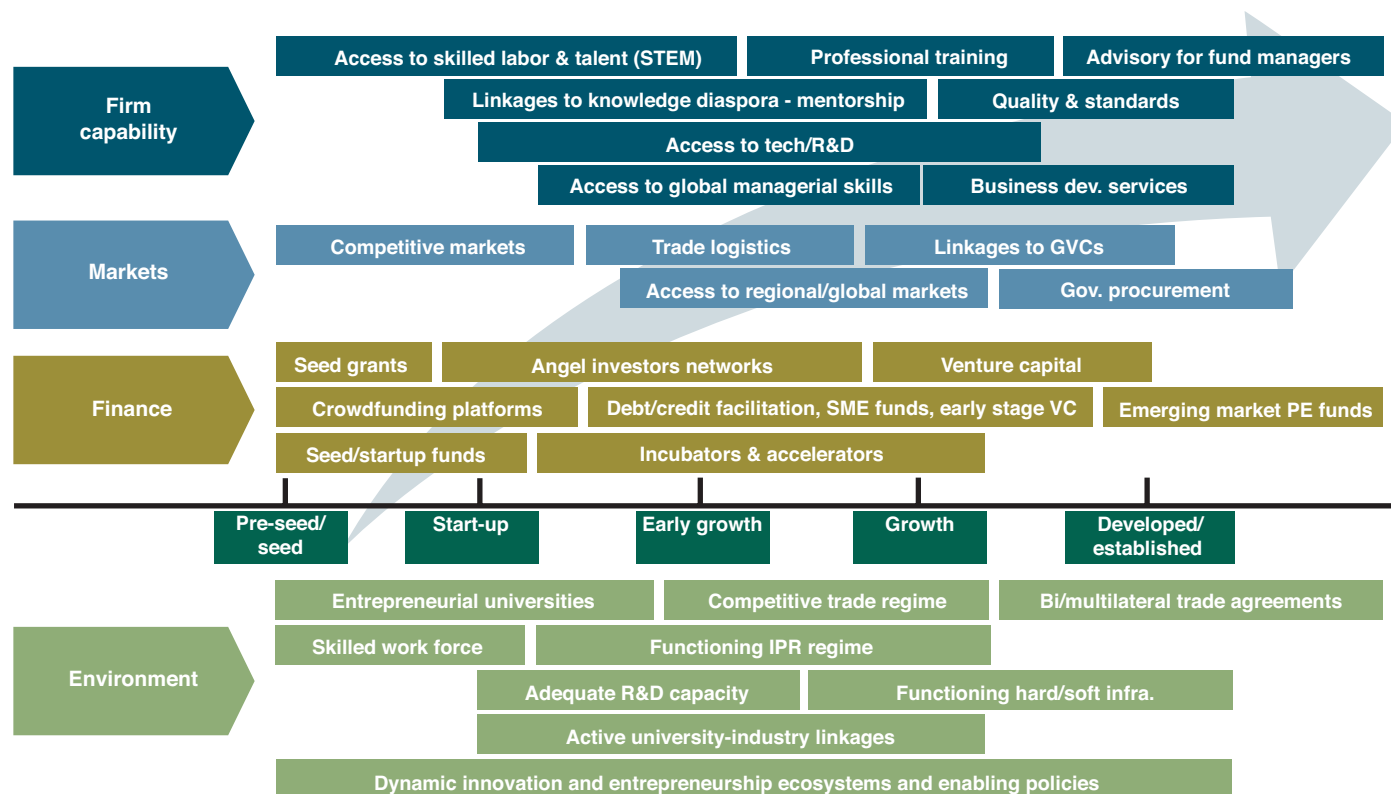 Firm
capability
Access to skilled labor & talent (STEM)
Professional training
Advisory for fund managers
Linkages to knowledge diaspora - mentorship
Quality & standards
Access to tech/R&D
Access to global managerial skills
Business dev. services
Markets
Competitive markets
Trade logistics
Linkages to GVCs
Access to regional/global markets
Gov. procurement
Finance
Seed grants
Angel investors networks
Venture capital
Crowdfunding platforms
Debt/credit facilitation, SME funds, early stage VC
Emerging market PE funds
Seed/startup funds
Incubators & accelerators
Pre-seed/
seed
Start-up
Early growth
Growth
Developed/
established
Environment
Entrepreneurial universities
Competitive trade regime
Bi/multilateral trade agreements
Skilled work force
Functioning IPR regime
Adequate R&D capacity
Functioning hard/soft infra.
Active university-industry linkages
Dynamic innovation and entrepreneurship ecosystems and enabling policies